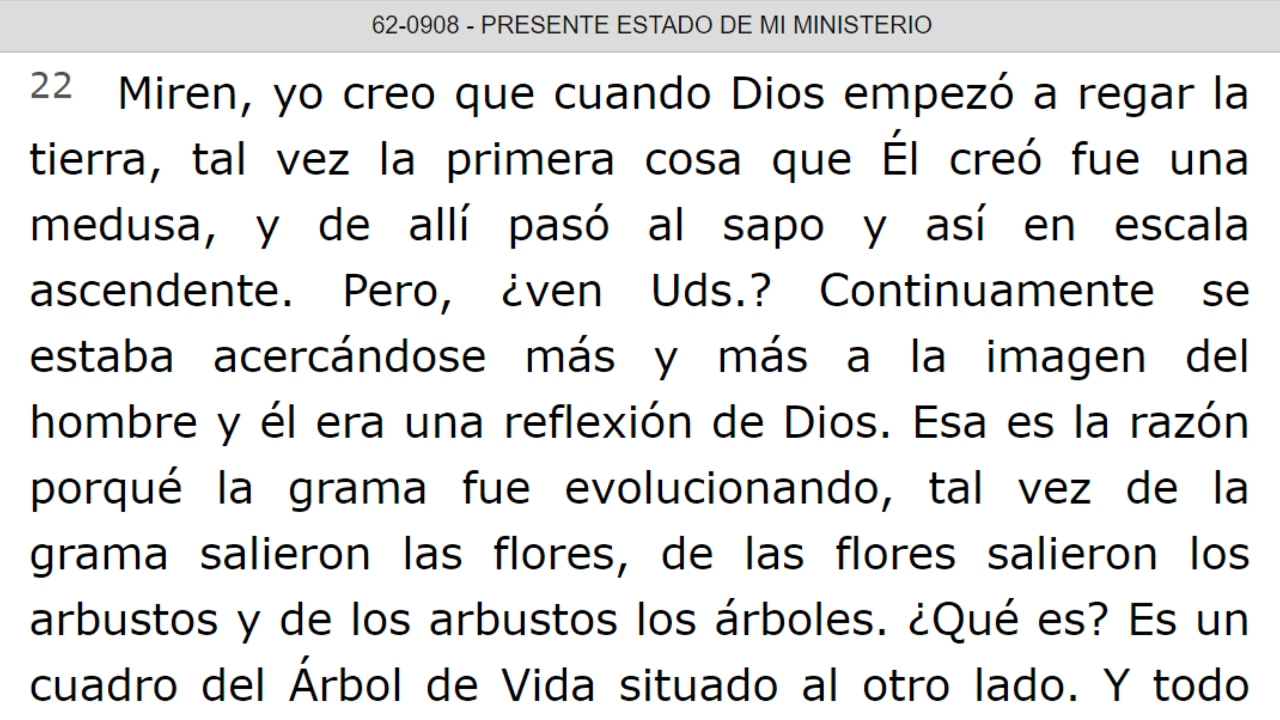 62-0908 - PRESENTE ESTADO DE MI MINISTERIO
22 Miren, yo creo que cuando Dios empezó a regar la
tierra, tal vez la primera cosa que Él creó fue una
medusa, y de allí pasó al sapo y así en escala
ascendente. Pero, ¿ven Uds.? Continuamente se
estaba acercándose más y más a la imagen del
hombre y él era una reflexión de Dios. Esa es la razón
porqué la grama fue evolucionando, tal vez de la
grama salieron las flores, de las flores salieron los
arbustos y de los arbustos los árboles. ¿Qué es? Es un
cuadro del Árbol de Vida situado al otro lado. Y todo